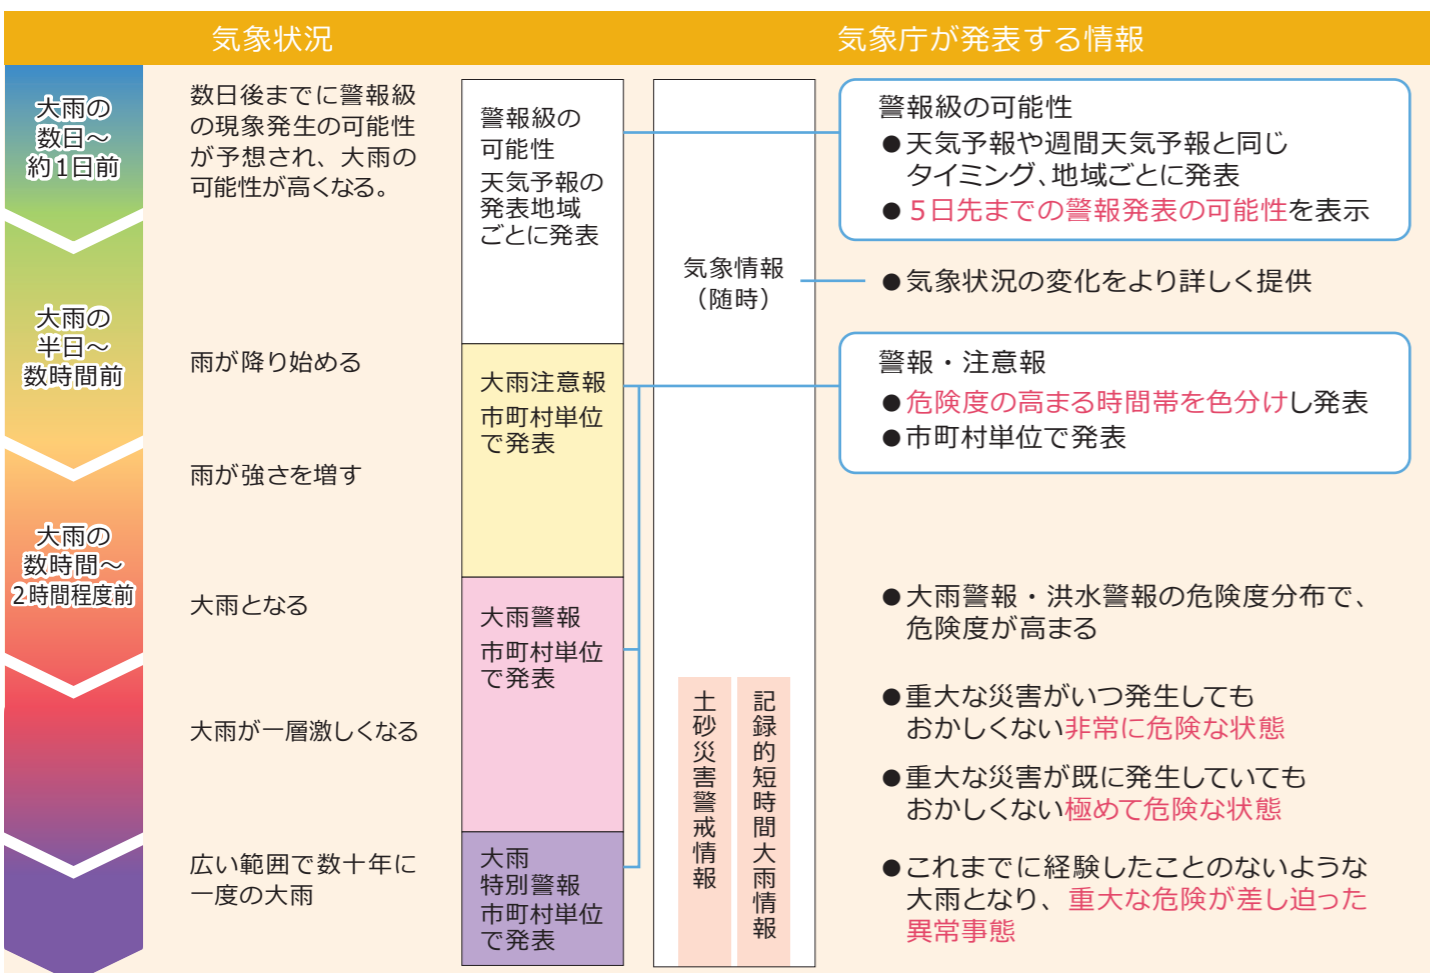 気象状況
気象庁が発表する情報
大雨の
数日～
約1日前
数日後までに警報級
の現象発生の可能性
が予想され、大雨の
可能性が高くなる。
警報級の
可能性
天気予報の
発表地域
ごとに発表
警報級の可能性
●天気予報や週間天気予報と同じ
タイミング、地域ごとに発表
●5日先までの警報発表の可能性を表示
気象情報
（随時）
●気象状況の変化をより詳しく提供
大雨の
半日～
数時間前
雨が降り始める
大雨注意報
市町村単位
で発表
警報・注意報
●危険度の高まる時間帯を色分けし発表
●市町村単位で発表
雨が強さを増す
大雨の
数時間～
2時間程度前
大雨となる
大雨警報
市町村単位
で発表
●大雨警報・洪水警報の危険度分布で、
危険度が高まる
大雨が一層激しくなる
土砂災害警戒情報
記録的短時間大雨情報
●重大な災害がいつ発生しても
おかしくない非常に危険な状態
●重大な災害が既に発生していても
おかしくない極めて危険な状態
広い範囲で数十年に
一度の大雨
大雨
特別警報
市町村単位
で発表
●これまでに経験したことのないような
大雨となり、重大な危険が差し迫った
異常事態